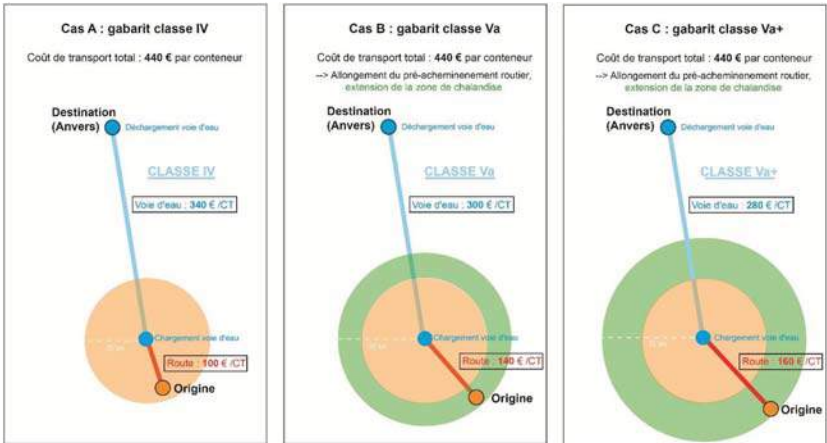 Cas A : gabarit classe IV
Coût de transport total : 440 € par conteneur
Destination
(Anvers)
Déchargement voie d'eau
CLASSE IV
Voie d'eau : 340 € /CT
Chargement voie d'eau
Route : 100 € /CT
Origine
Cas B : gabarit classe Va
Coût de transport total : 440 € par conteneur
--> Allongement du pré-acheminenement routier,
extension de la zone de chalandise
Destination
(Anvers)
Déchargement voie d'eau
CLASSE Va
Voie d'eau : 300 € /CT
Chargement voie d'eau
Route : 140 € /CT
Origine
Cas C : gabarit classe Va+
Coût de transport total : 440 € par conteneur
--> Allongement du pré-acheminenement routier,
extension de la zone de chalandise
Destination
(Anvers)
Déchargement voie d'eau
CLASSE Va+
Voie d'eau : 280 € /CT
Chargement voie d'eau
Route : 160 € /CT
Origine